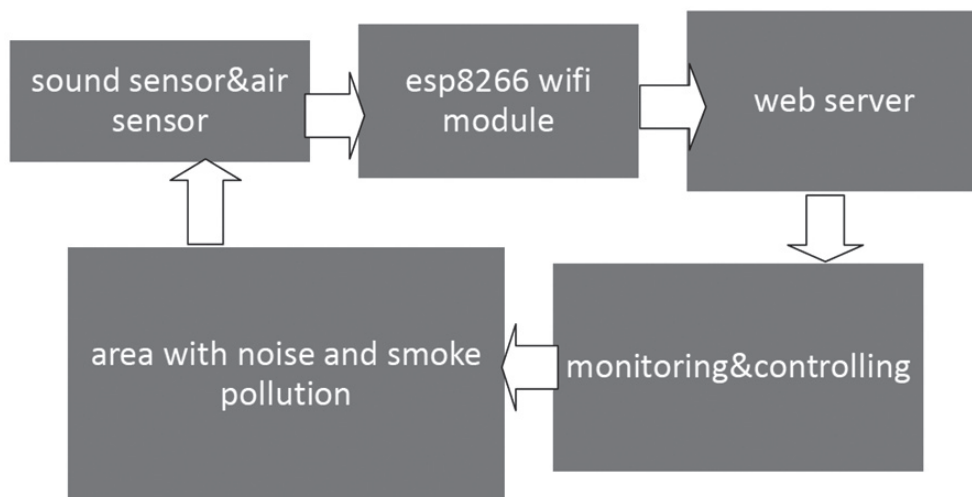 sound sensor&air
sensor
esp8266 wifi
module
web server
area with noise and smoke
pollution
monitoring&controlling